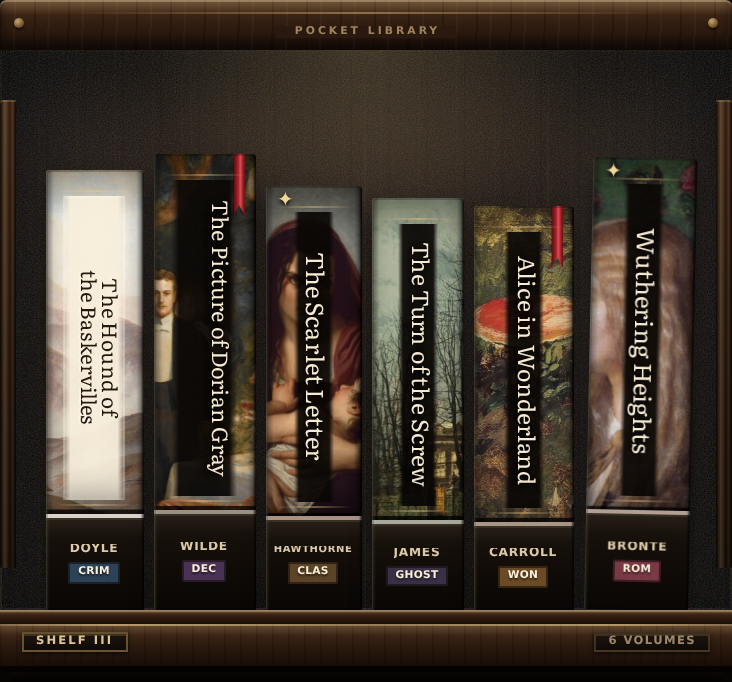 POCKET LIBRARY
The Hound of
the Baskervilles
DOYLE
CRIM
The Picture of Dorian Gray
WILDE
DEC
The Scarlet Letter
HAWTHORNE
CLAS
The Turn of the Screw
JAMES
GHOST
Alice in Wonderland
CARROLL
WON
Wuthering Heights
BRONTE
ROM
SHELF III
6 VOLUMES